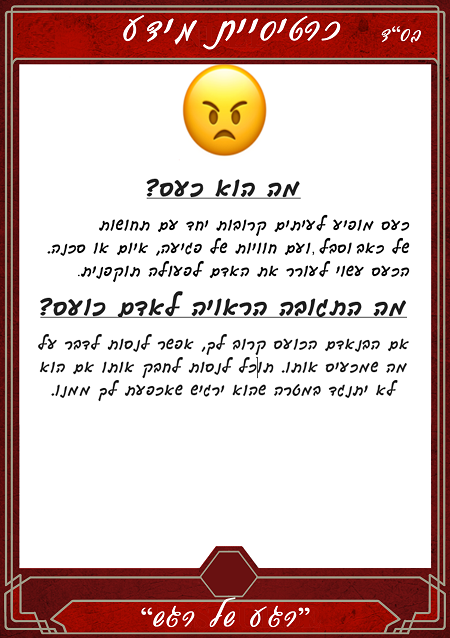 בס״ד
כרטיסיית מידע
מה הוא כעס?
כעס מופיע לעיתים קרובות יחד עם תחושות
של כאב וסבל, ועם חוויות של פגיעה, איום או סכנה.
הכעס עשוי לעורר את האדם לפעולה תוקפנית.
מה התגובה הראויה לאדם כועס?
אם הבנאדם הכועס קרוב לך, אפשר לנסות לדבר על
מה שמכעיס אותו. תוכל לנסות לחבק אותו אם הוא
לא יתנגד במטרה שהוא ירגיש שאכפעת לך ממנו.
”רגע של רגש“